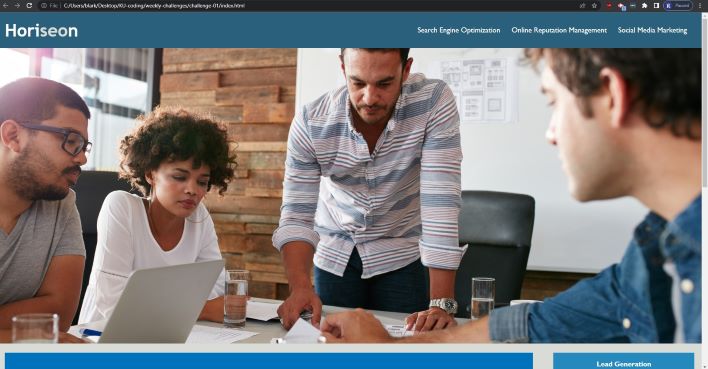 File | C:/Users/blark/Desktop/KU-coding/weekly-challenges/challenge-01/index.html
Paused
Horiseon
Search Engine Optimization Online Reputation Management Social Media Marketing
Lead Generation